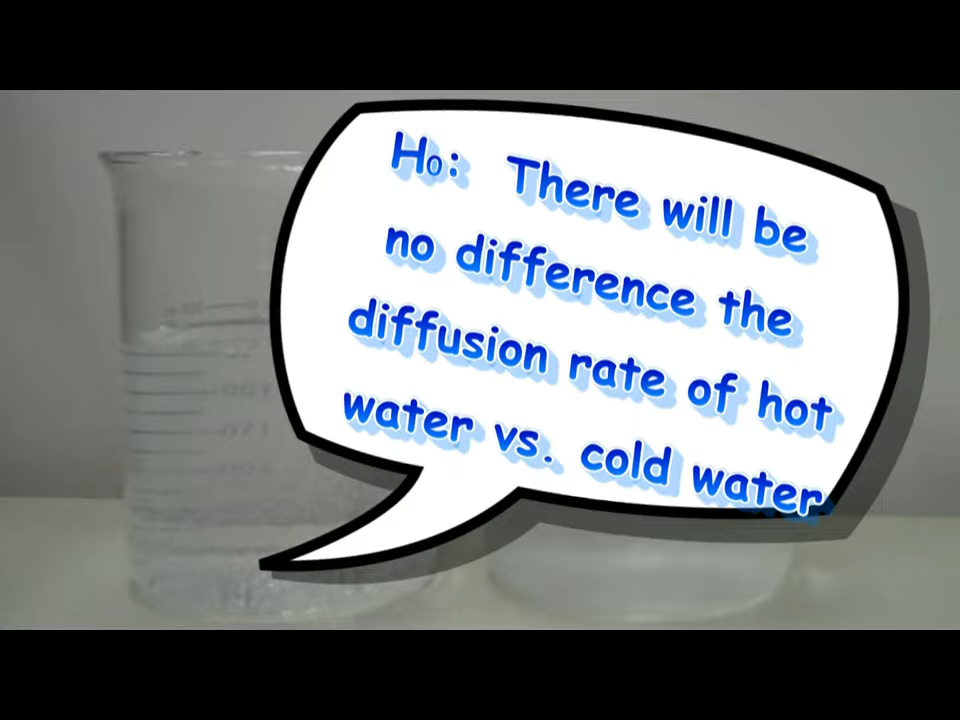 H₀: There will be
no difference the
diffusion rate of hot
water vs. cold water